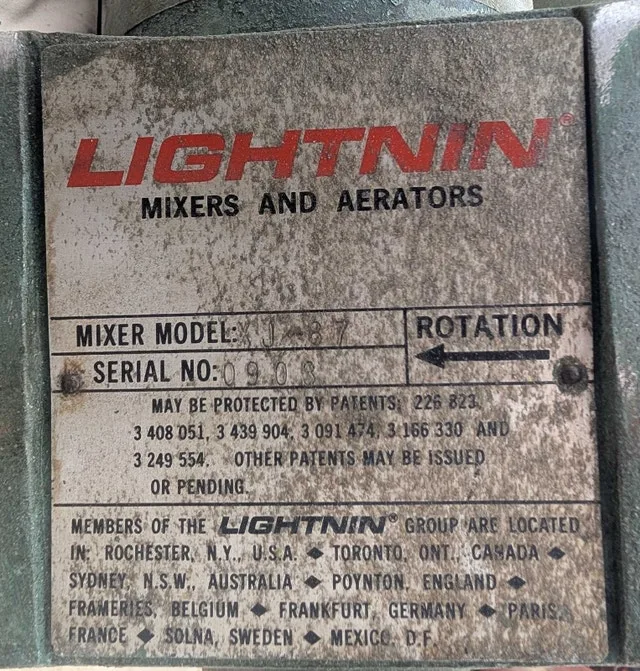 LIGHTNIN®
MIXERS AND AERATORS
MIXER MODEL: XJ-87
ROTATION
SERIAL NO:
MAY BE PROTECTED BY PATENTS: 226 823,
3 408 051, 3 439 904, 3 091 474, 3 166 330 AND
3 249 554. OTHER PATENTS MAY BE ISSUED
OR PENDING.
MEMBERS OF THE LIGHTNIN® GROUP ARE LOCATED
IN: ROCHESTER, N.Y., U.S.A. ◆ TORONTO, ONT., CANADA ◆
SYDNEY, N.S.W., AUSTRALIA ◆ POYNTON, ENGLAND ◆
FRAMERIES, BELGIUM ◆ FRANKFURT, GERMANY ◆ PARIS,
FRANCE ◆ SOLNA, SWEDEN ◆ MEXICO, D.F.